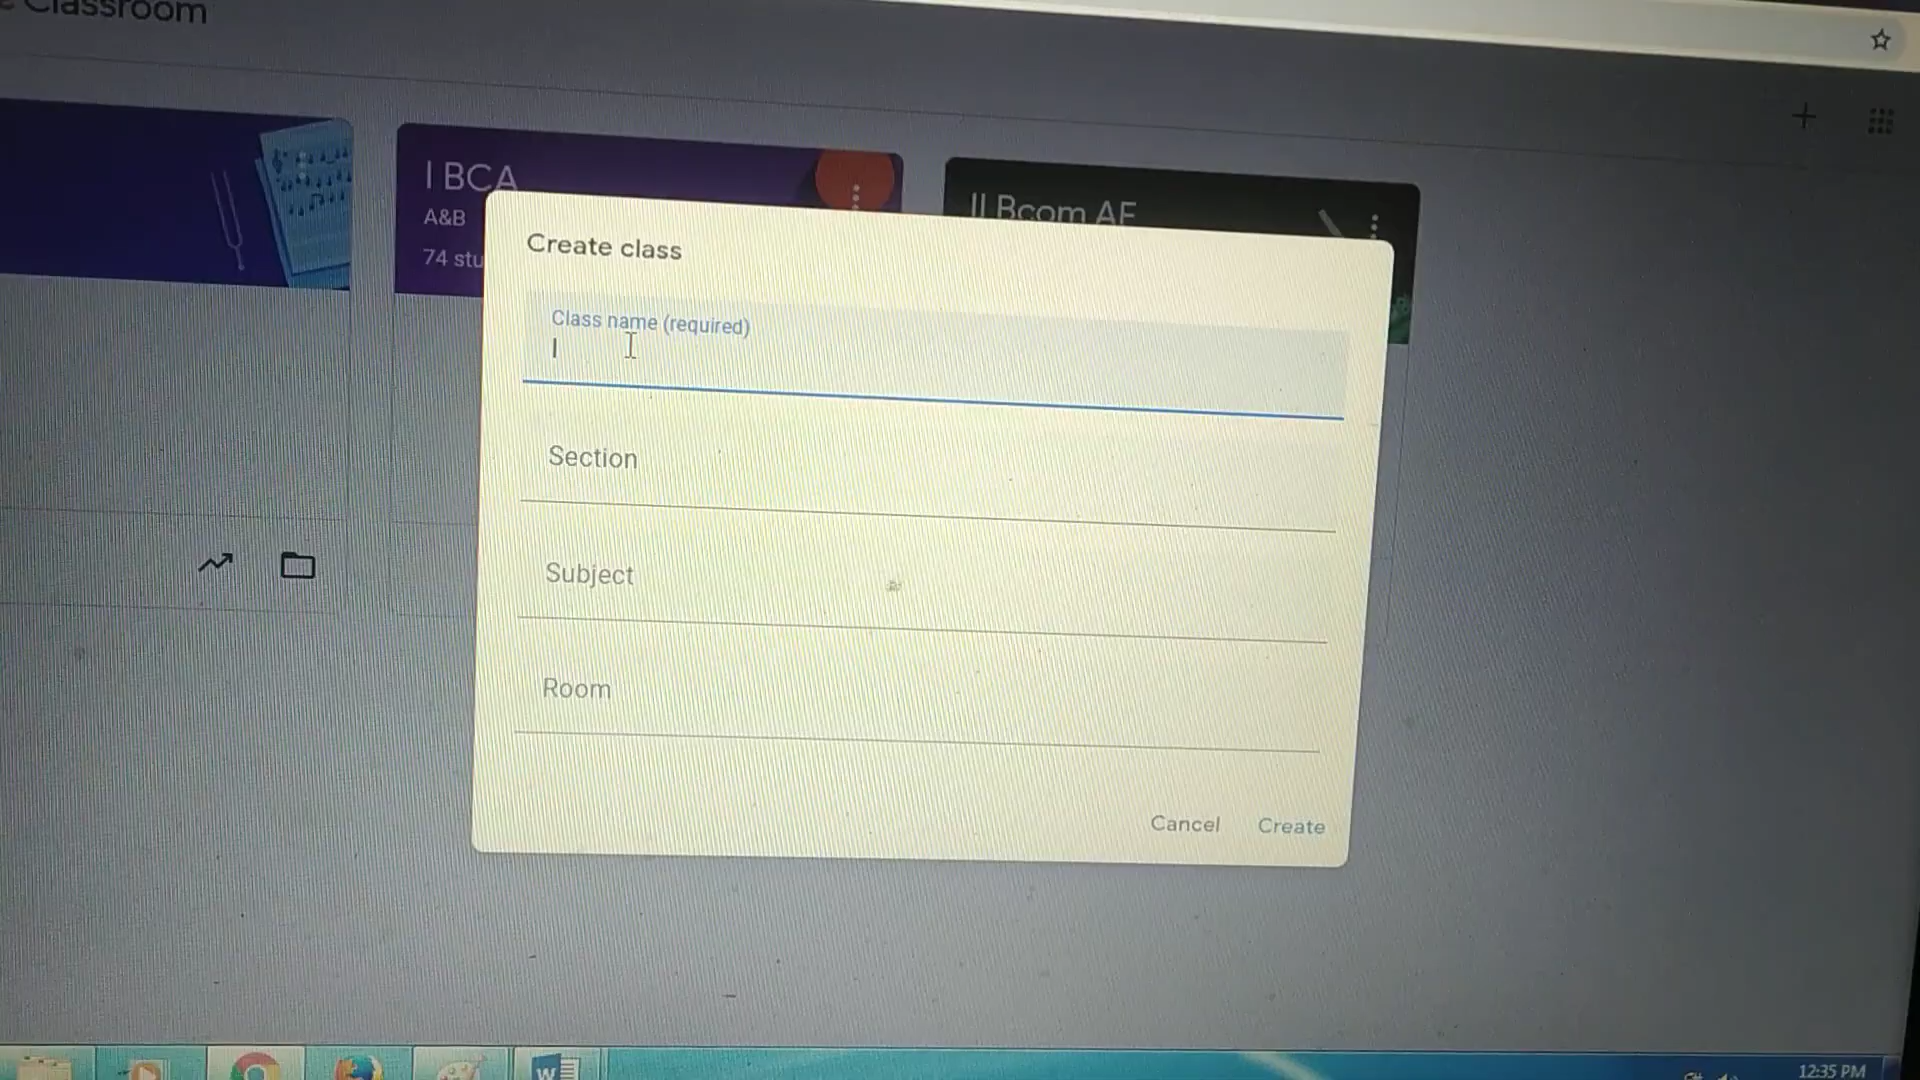 Classroom
I BCA
A&B
74 stu
II Bcom AF
Create class
Class name (required)
Section
Subject
Room
Cancel
Create
W
12:35 PM